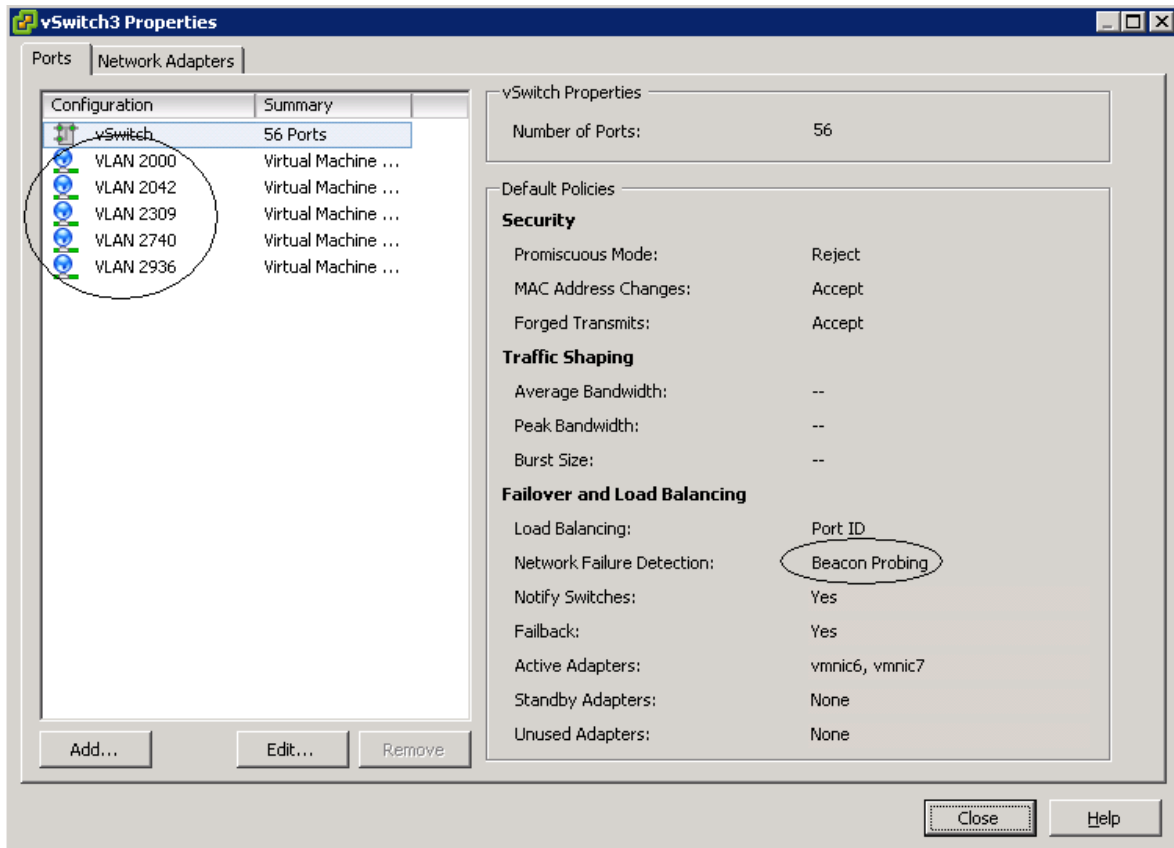 vSwitch3 Properties
Ports Network Adapters
Configuration Summary
vSwitch 56 Ports
VLAN 2000 Virtual Machine ...
VLAN 2042 Virtual Machine ...
VLAN 2309 Virtual Machine ...
VLAN 2740 Virtual Machine ...
VLAN 2936 Virtual Machine ...
Add... Edit... Remove
vSwitch Properties
Number of Ports: 56
Default Policies
Security
Promiscuous Mode: Reject
MAC Address Changes: Accept
Forged Transmits: Accept
Traffic Shaping
Average Bandwidth: --
Peak Bandwidth: --
Burst Size: --
Failover and Load Balancing
Load Balancing: Port ID
Network Failure Detection: Beacon Probing
Notify Switches: Yes
Failback: Yes
Active Adapters: vmnic6, vmnic7
Standby Adapters: None
Unused Adapters: None
Close Help